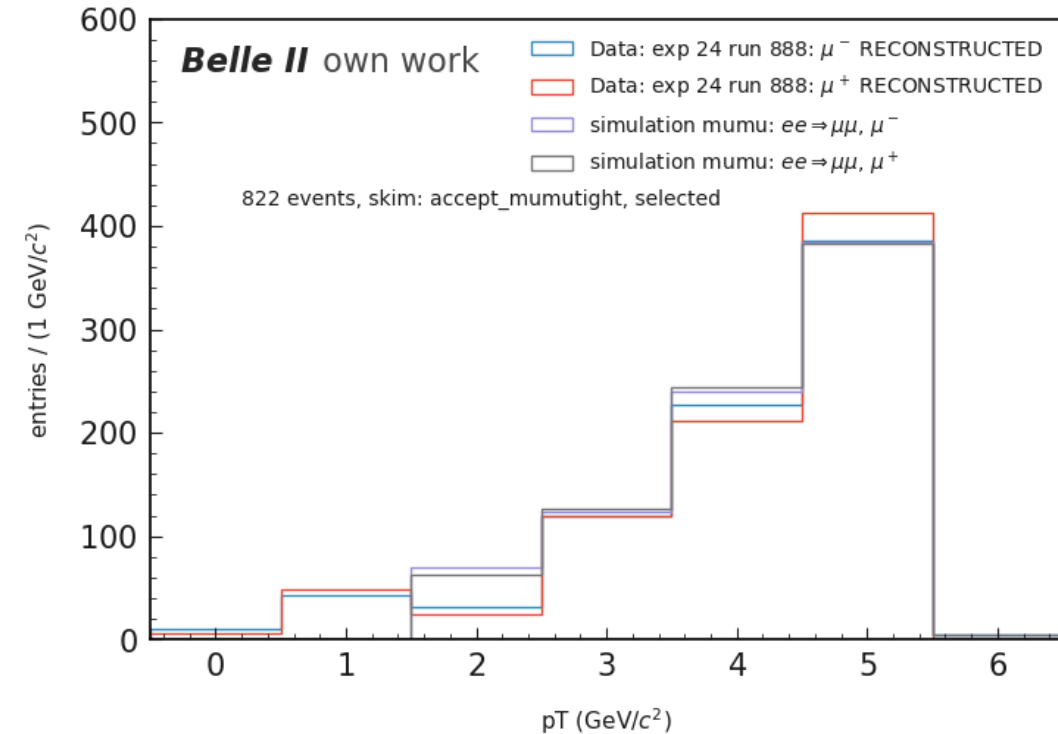 Belle II own work
Data: exp 24 run 888: μ⁻ RECONSTRUCTED
Data: exp 24 run 888: μ⁺ RECONSTRUCTED
simulation mumu: ee⇒μμ, μ⁻
simulation mumu: ee⇒μμ, μ⁺
822 events, skim: accept_mumutight, selected
entries / (1 GeV/c²)
600
500
400
300
200
100
0
0 1 2 3 4 5 6
pT (GeV/c²)